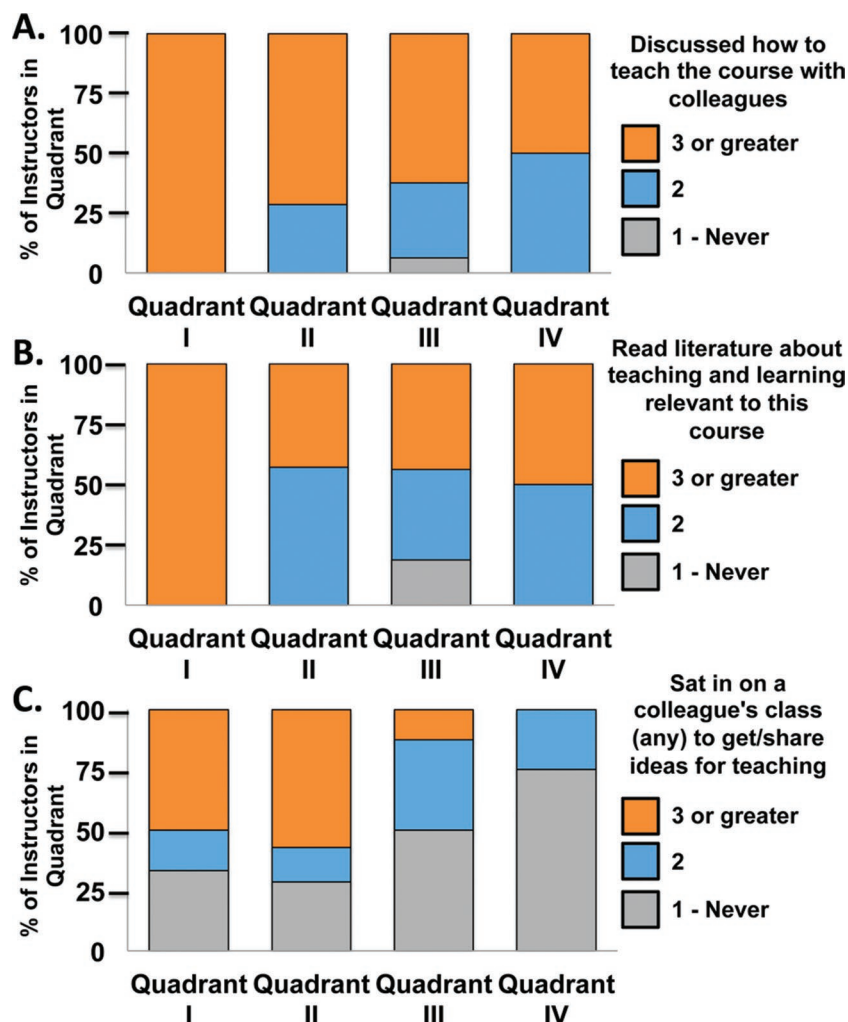 A.
% of Instructors in
Quadrant
100
75
50
25
0
Quadrant
I
Quadrant
II
Quadrant
III
Quadrant
IV
Discussed how to
teach the course with
colleagues
3 or greater
2
1 - Never
B.
% of Instructors in
Quadrant
100
75
50
25
0
Quadrant
I
Quadrant
II
Quadrant
III
Quadrant
IV
Read literature about
teaching and learning
relevant to this
course
3 or greater
2
1 - Never
C.
% of Instructors in
Quadrant
100
75
50
25
0
Quadrant
I
Quadrant
II
Quadrant
III
Quadrant
IV
Sat in on a
colleague's class
(any) to get/share
ideas for teaching
3 or greater
2
1 - Never